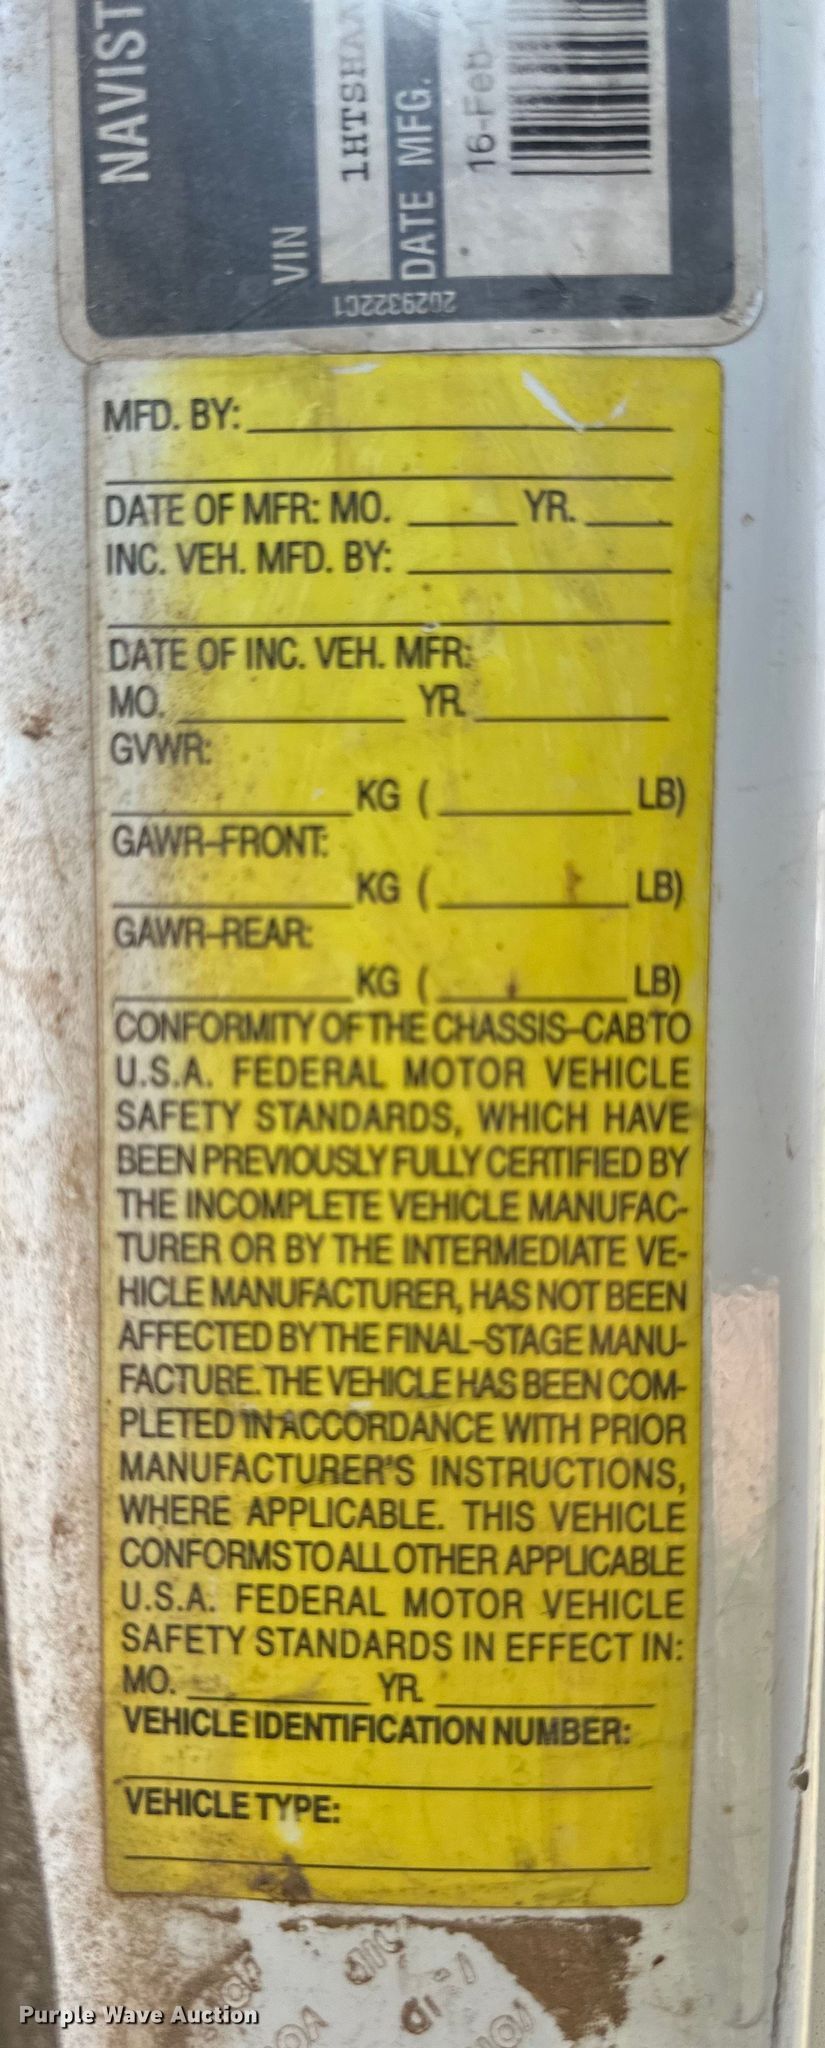 NAVIST
VIN
1HTSHAA
DATE MFG.
16-Feb-1
2029322C1
MFD. BY:
DATE OF MFR: MO. YR.
INC. VEH. MFD. BY:
DATE OF INC. VEH. MFR:
MO. YR.
GVWR:
KG ( LB)
GAWR-FRONT:
KG ( LB)
GAWR-REAR:
KG ( LB)
CONFORMITY OF THE CHASSIS-CAB TO
U.S.A. FEDERAL MOTOR VEHICLE
SAFETY STANDARDS, WHICH HAVE
BEEN PREVIOUSLY FULLY CERTIFIED BY
THE INCOMPLETE VEHICLE MANUFAC-
TURER OR BY THE INTERMEDIATE VE-
HICLE MANUFACTURER, HAS NOT BEEN
AFFECTED BY THE FINAL-STAGE MANU-
FACTURE. THE VEHICLE HAS BEEN COM-
PLETED IN ACCORDANCE WITH PRIOR
MANUFACTURER'S INSTRUCTIONS,
WHERE APPLICABLE. THIS VEHICLE
CONFORMS TO ALL OTHER APPLICABLE
U.S.A. FEDERAL MOTOR VEHICLE
SAFETY STANDARDS IN EFFECT IN:
MO. YR.
VEHICLE IDENTIFICATION NUMBER:
VEHICLE TYPE:
Purple Wave Auction